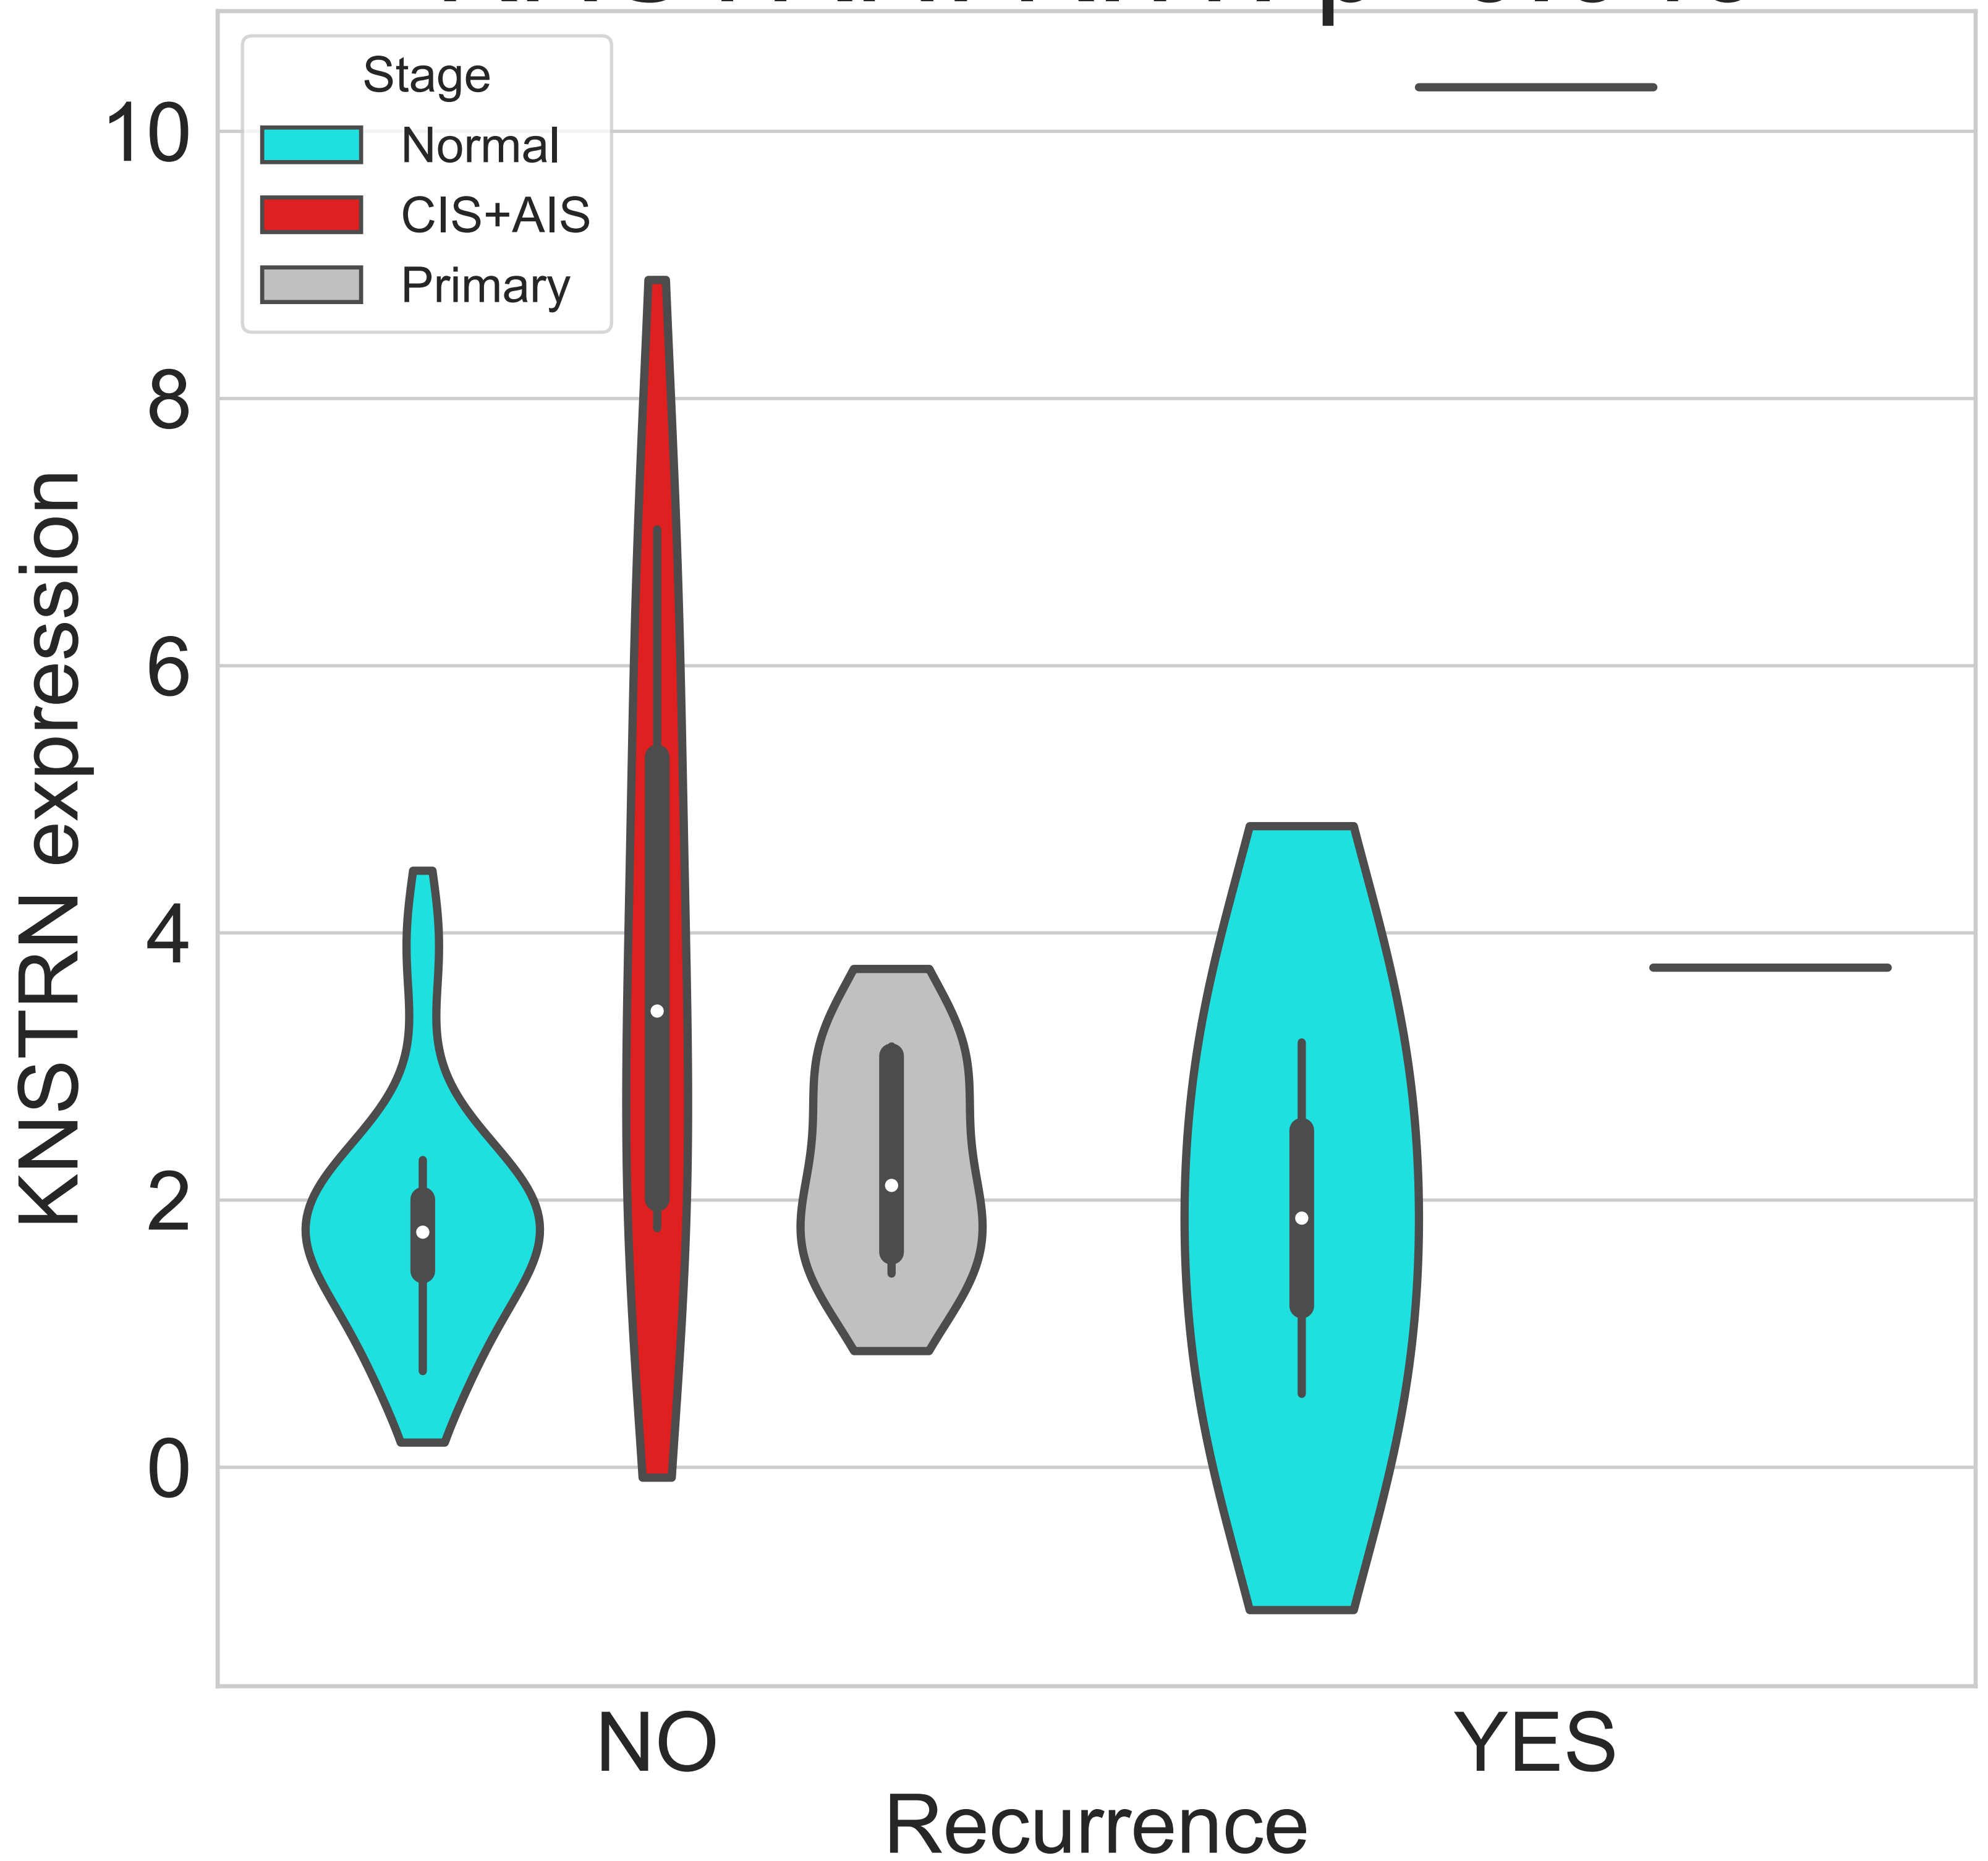 Stage
Normal
CIS+AIS
Primary
10
8
6
4
2
0
KNSTRN expression
NO
YES
Recurrence